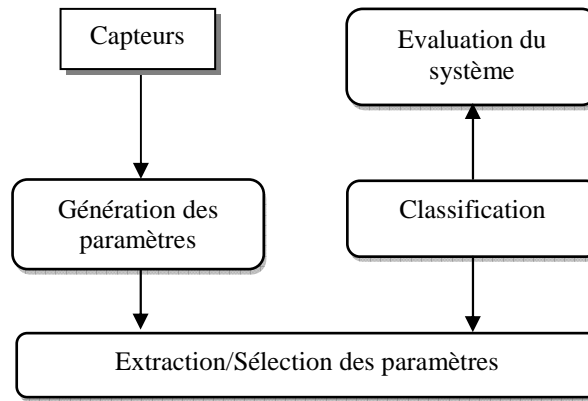 Capteurs
Evaluation du
système
Génération des
paramètres
Classification
Extraction/Sélection des paramètres